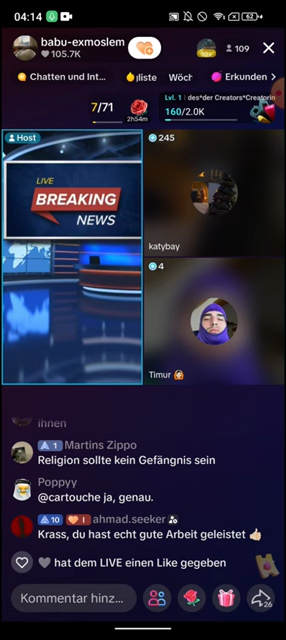 04:14
62
babu-exmoslem
105.7K
109
Chatten und Int...
liste
Wöch
Erkunden
7/71
2h54m
Lvl. 1
des*der Creators*Creatorin
160/2.0K
Host
LIVE
BREAKING
NEWS
245
katybay
4
Timur
ihnen
1 Martins Zippo
Religion sollte kein Gefängnis sein
Poppyy
@cartouche ja, genau.
10 1 ahmad.seeker
Krass, du hast echt gute Arbeit geleistet 👍🏻
hat dem LIVE einen Like gegeben
Kommentar hinz...
26